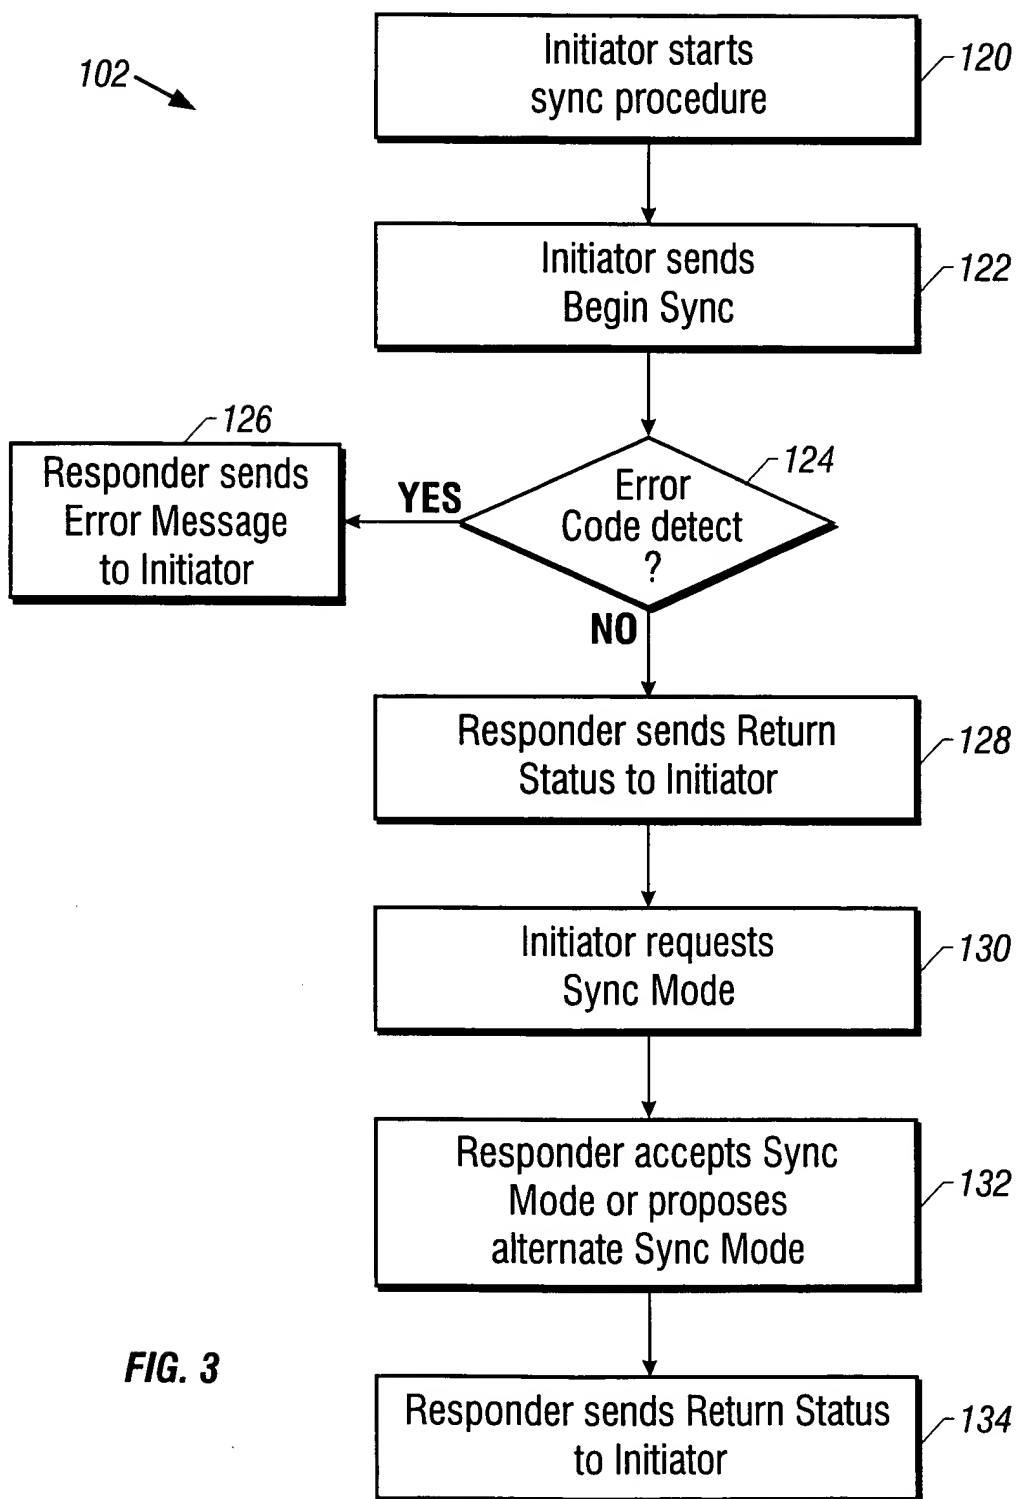 102
Initiator starts
sync procedure
120
Initiator sends
Begin Sync
122
126
Responder sends
Error Message
to Initiator
YES
Error
Code detect
?
124
NO
Responder sends Return
Status to Initiator
128
Initiator requests
Sync Mode
130
Responder accepts Sync
Mode or proposes
alternate Sync Mode
132
FIG. 3
Responder sends Return Status
to Initiator
134